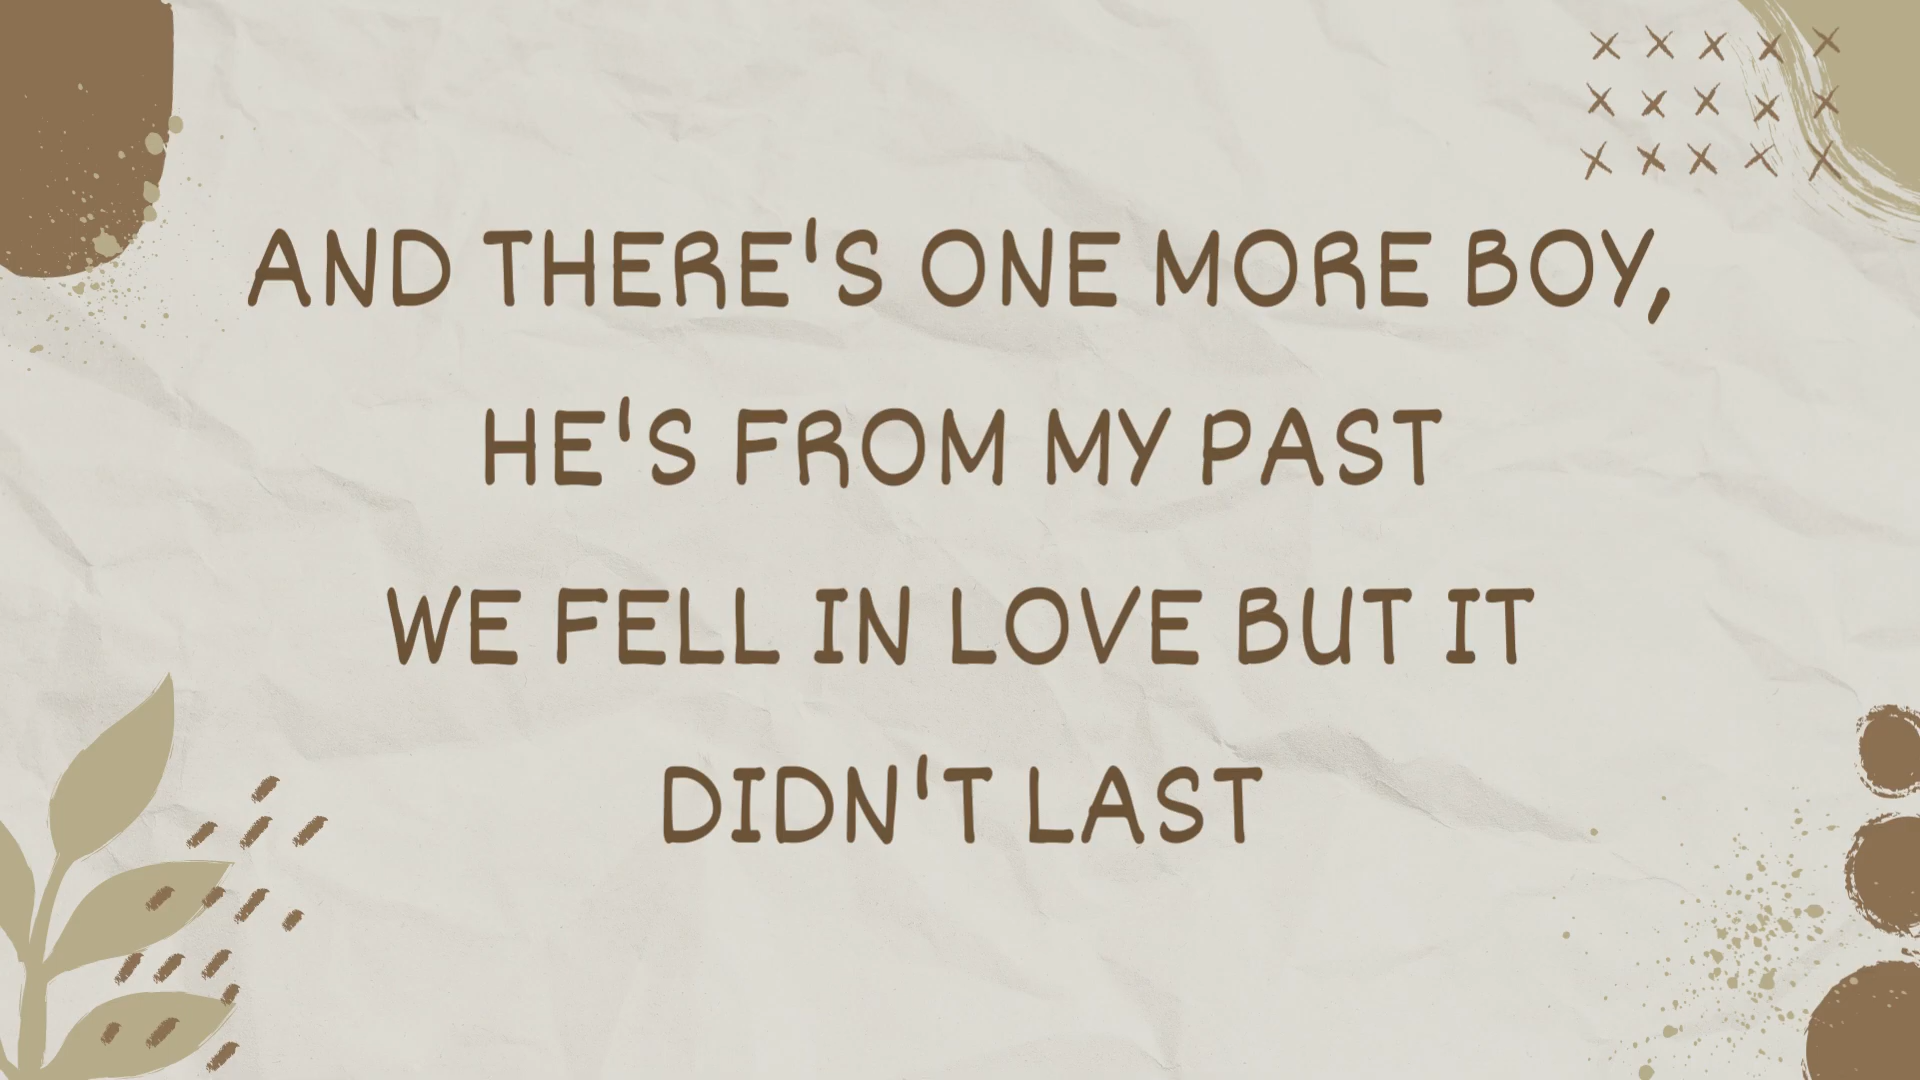 AND THERE'S ONE MORE BOY,
HE'S FROM MY PAST
WE FELL IN LOVE BUT IT
DIDN'T LAST